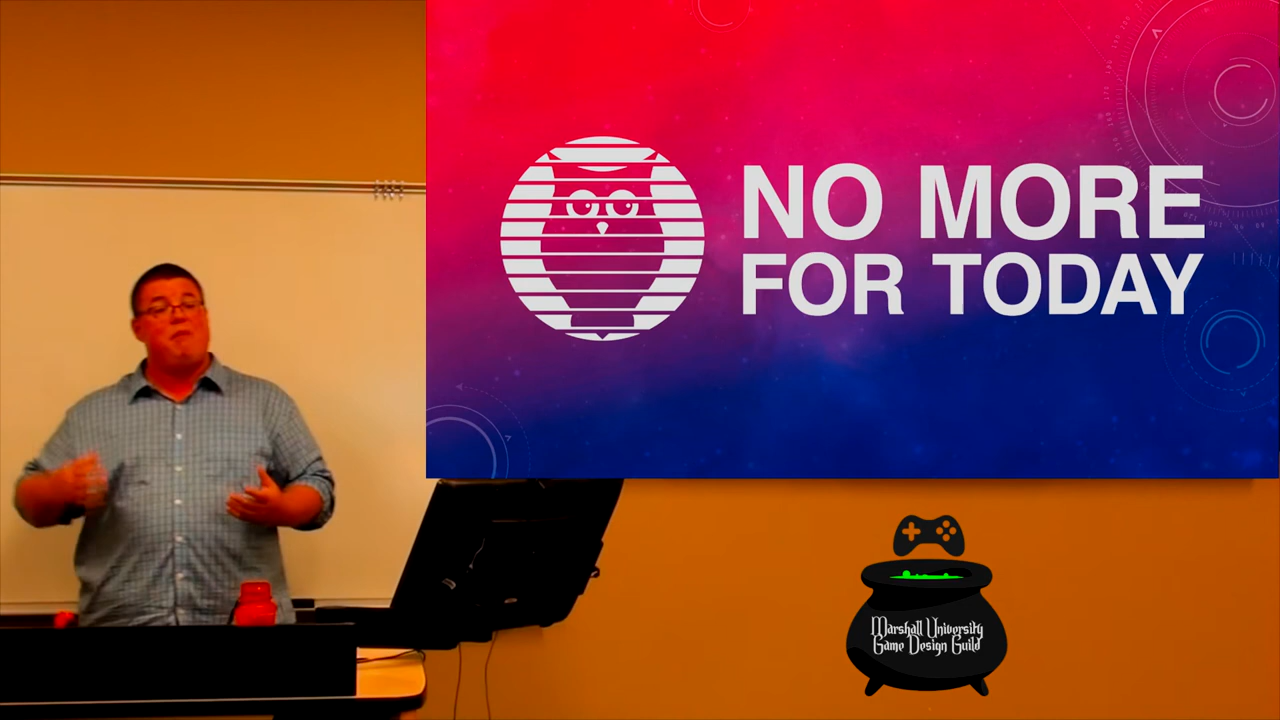 NO MORE
FOR TODAY
Marshall University
Game Design Guild